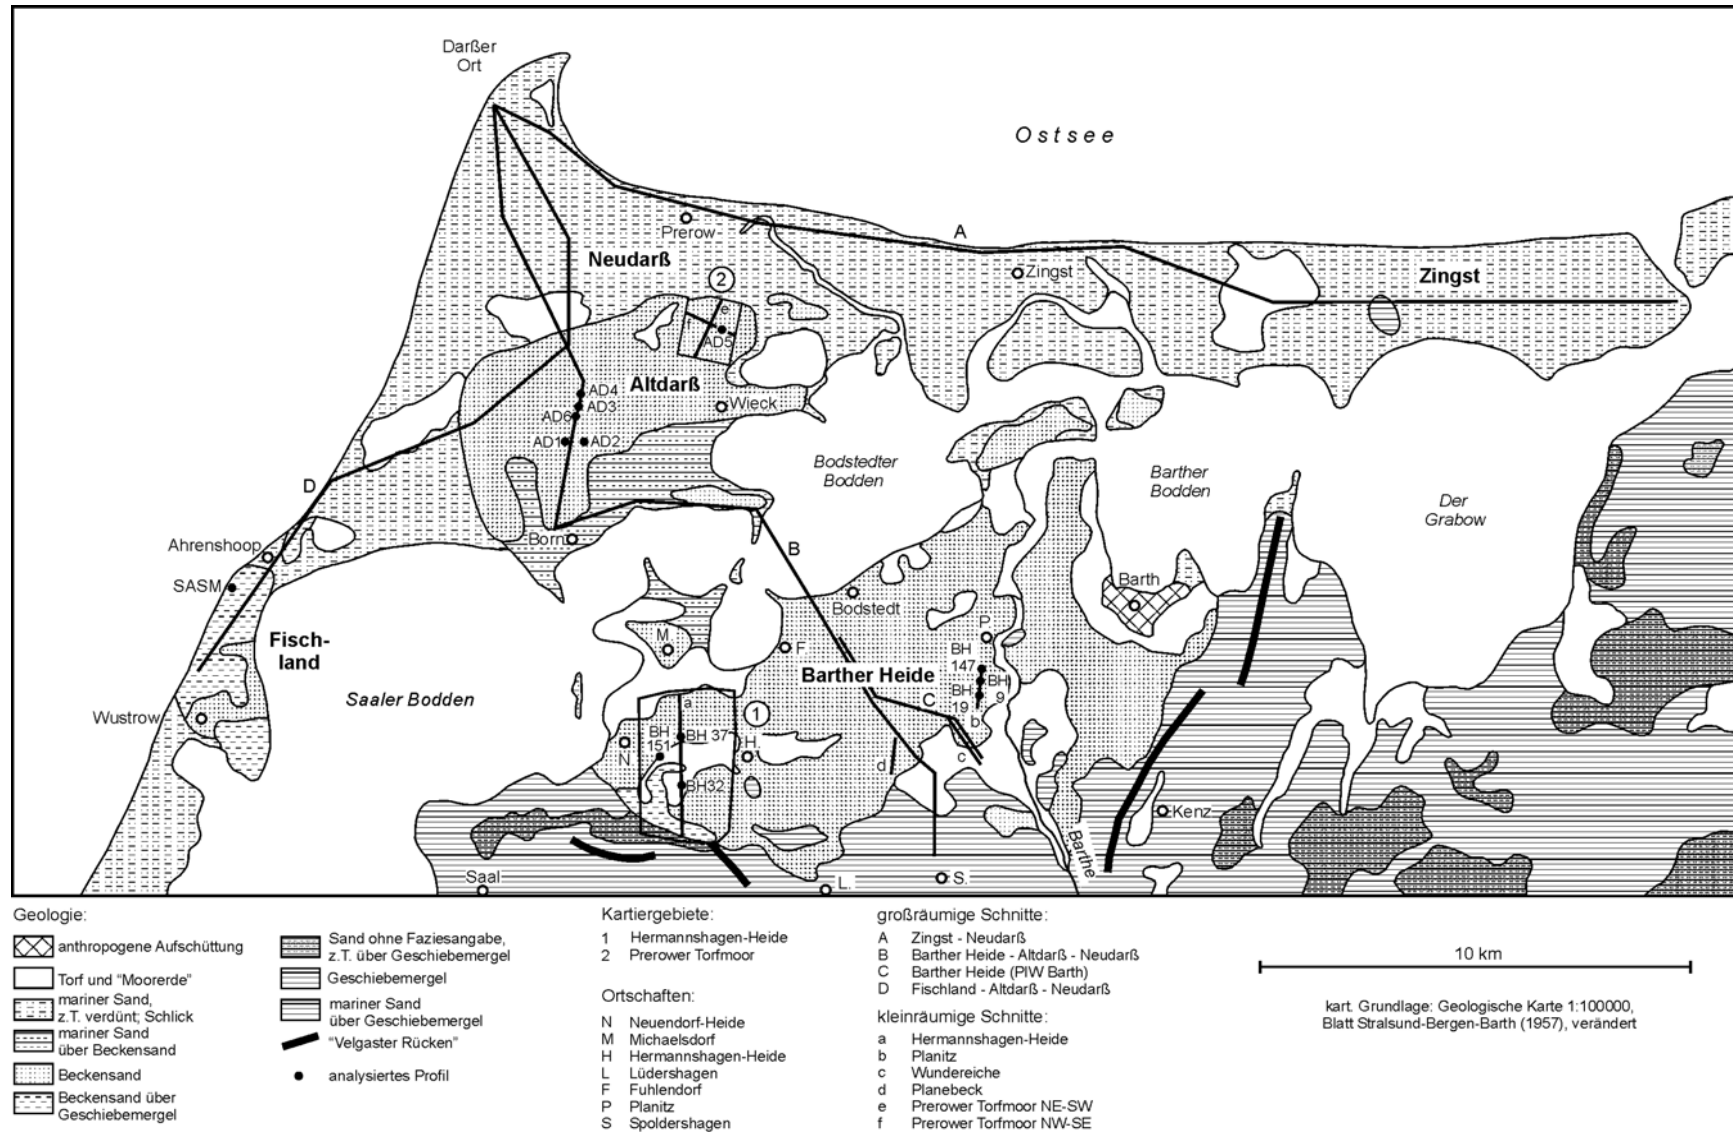 Darßer
Ort
Ostsee
Prerow
A
Neudarß
Zingst
Zingst
2
e
f
AD5
Altdarß
AD4
AD3
Wieck
AD6
AD1
AD2
Bodstedter
Bodden
Barther
Bodden
Der
Grabow
D
Ahrenshoop
Born
B
SASM
Barth
Bodstedt
Fisch-
land
M
F
P.
BH
147
Barther Heide
BH
9
BH
19
b
Saaler Bodden
a
C
Wustrow
1
BH
151
BH 37
N
H.
d
c
BH32
Kenz
Barthe
Saal
L.
S.
Geologie:
anthropogene Aufschüttung
Torf und "Moorerde"
mariner Sand,
z.T. verdünt; Schlick
mariner Sand
über Beckensand
Beckensand
Beckensand über
Geschiebemergel
Sand ohne Faziesangabe,
z.T. über Geschiebemergel
Geschiebemergel
mariner Sand
über Geschiebemergel
"Velgaster Rücken"
analysiertes Profil
Kartiergebiete:
1 Hermannshagen-Heide
2 Prerower Torfmoor
Ortschaften:
N Neuendorf-Heide
M Michaelsdorf
H Hermannshagen-Heide
L Lüdershagen
F Fuhlendorf
P Planitz
S Spoldershagen
großräumige Schnitte:
A Zingst - Neudarß
B Barther Heide - Altdarß - Neudarß
C Barther Heide (PIW Barth)
D Fischland - Altdarß - Neudarß
kleinräumige Schnitte:
a Hermannshagen-Heide
b Planitz
c Wundereiche
d Planebeck
e Prerower Torfmoor NE-SW
f Prerower Torfmoor NW-SE
10 km
kart. Grundlage: Geologische Karte 1:100000,
Blatt Stralsund-Bergen-Barth (1957), verändert